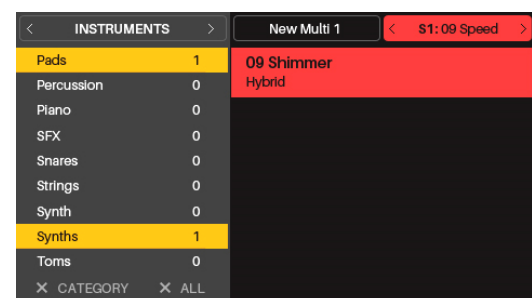 < INSTRUMENTS >
New Multi 1
< S1: 09 Speed >
Pads 1
Percussion 0
Piano 0
SFX 0
Snares 0
Strings 0
Synth 0
Synths 1
Toms 0
× CATEGORY × ALL
09 Shimmer
Hybrid